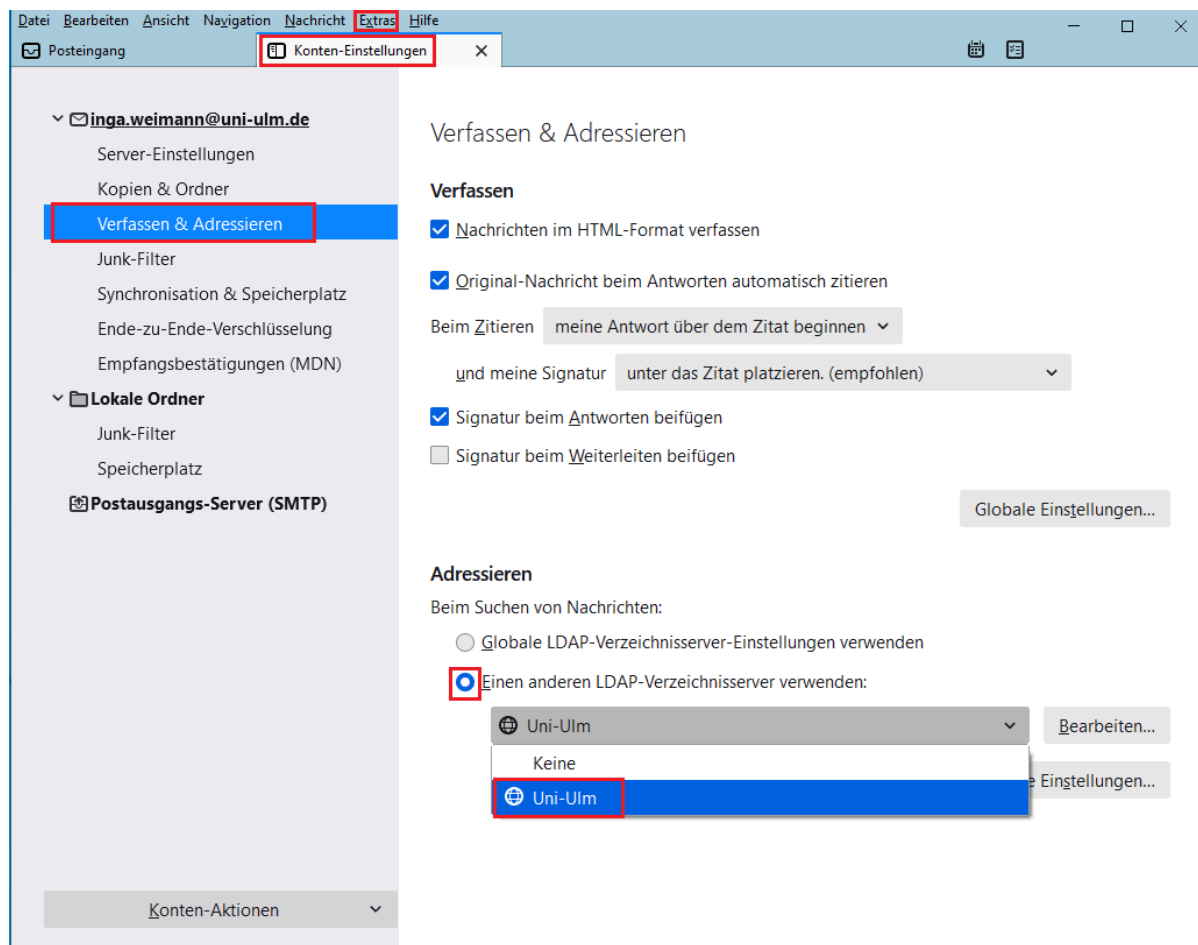 Datei Bearbeiten Ansicht Navigation Nachricht Extras Hilfe
Posteingang
Konten-Einstellungen
inga.weimann@uni-ulm.de
Server-Einstellungen
Kopien & Ordner
Verfassen & Adressieren
Junk-Filter
Synchronisation & Speicherplatz
Ende-zu-Ende-Verschlüsselung
Empfangsbestätigungen (MDN)
Lokale Ordner
Junk-Filter
Speicherplatz
Postausgangs-Server (SMTP)
Konten-Aktionen
Verfassen & Adressieren
Verfassen
Nachrichten im HTML-Format verfassen
Original-Nachricht beim Antworten automatisch zitieren
Beim Zitieren meine Antwort über dem Zitat beginnen
und meine Signatur unter das Zitat platzieren. (empfohlen)
Signatur beim Antworten beifügen
Signatur beim Weiterleiten beifügen
Globale Einstellungen...
Adressieren
Beim Suchen von Nachrichten:
Globale LDAP-Verzeichnisserver-Einstellungen verwenden
Einen anderen LDAP-Verzeichnisserver verwenden:
Uni-Ulm Bearbeiten...
Keine
Einstellungen...
Uni-Ulm